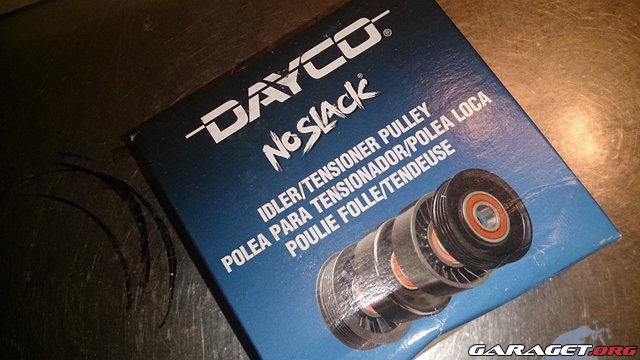 DAYCO®
NOSLACK®
IDLER/TENSIONER PULLEY
POLEA PARA TENSIONADOR/POLEA LOCA
POULIE FOLLE/TENDEUSE
GARAGET.ORG